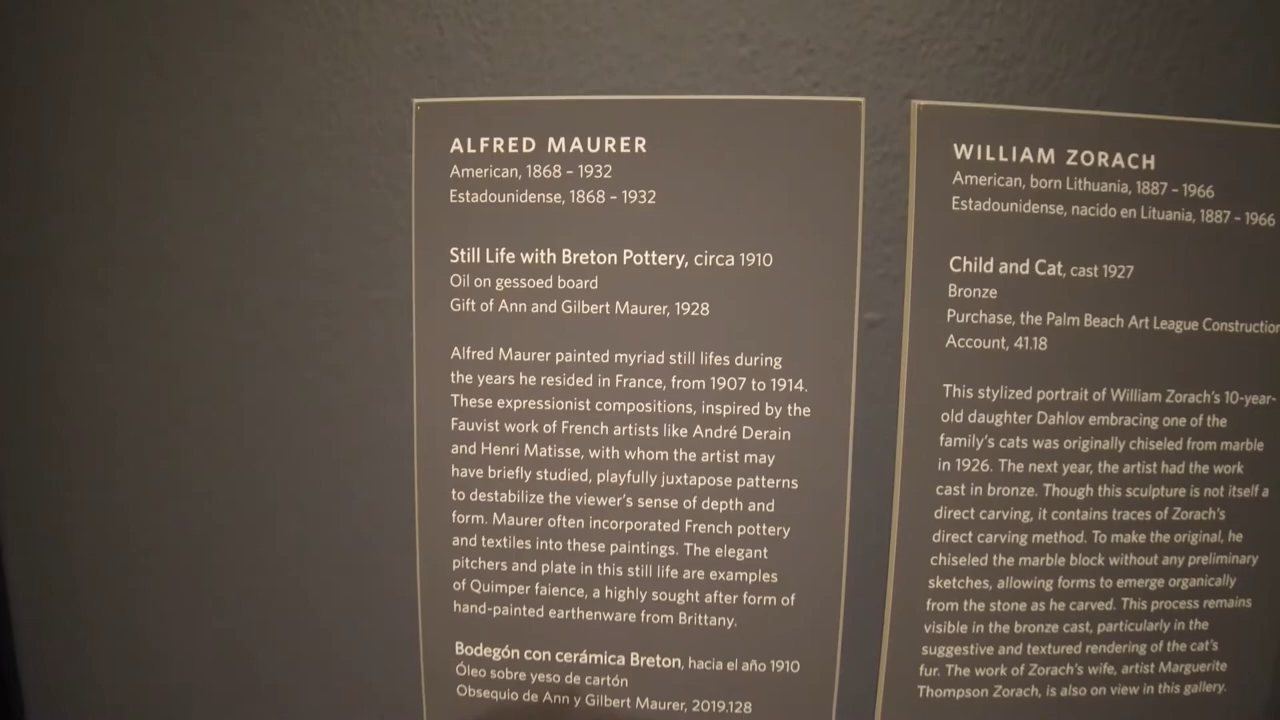 ALFRED MAURER
American, 1868 – 1932
Estadounidense, 1868 – 1932
Still Life with Breton Pottery, circa 1910
Oil on gessoed board
Gift of Ann and Gilbert Maurer, 1928
Alfred Maurer painted myriad still lifes during
the years he resided in France, from 1907 to 1914.
These expressionist compositions, inspired by the
Fauvist work of French artists like André Derain
and Henri Matisse, with whom the artist may
have briefly studied, playfully juxtapose patterns
to destabilize the viewer's sense of depth and
form. Maurer often incorporated French pottery
and textiles into these paintings. The elegant
pitchers and plate in this still life are examples
of Quimper faience, a highly sought after form of
hand-painted earthenware from Brittany.
Bodegón con cerámica Breton, hacia el año 1910
Óleo sobre yeso de cartón
Obsequio de Ann y Gilbert Maurer, 2019.128
WILLIAM ZORACH
American, born Lithuania, 1887 – 1966
Estadounidense, nacido en Lituania, 1887 – 1966
Child and Cat, cast 1927
Bronze
Purchase, the Palm Beach Art League Construction
Account, 41.18
This stylized portrait of William Zorach's 10-year-
old daughter Dahlov embracing one of the
family's cats was originally chiseled from marble
in 1926. The next year, the artist had the work
cast in bronze. Though this sculpture is not itself a
direct carving, it contains traces of Zorach's
direct carving method. To make the original, he
chiseled the marble block without any preliminary
sketches, allowing forms to emerge organically
from the stone as he carved. This process remains
visible in the bronze cast, particularly in the
suggestive and textured rendering of the cat's
fur. The work of Zorach's wife, artist Marguerite
Thompson Zorach, is also on view in this gallery.